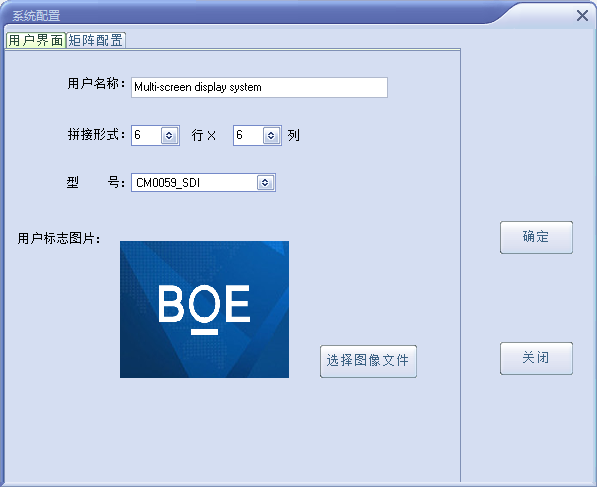 系统配置
用户界面 矩阵配置
用户名称： Multi-screen display system
拼接形式： 6 行 X 6 列
型 号： CM0059_SDI
用户标志图片：
BOE
确定
选择图像文件
关闭